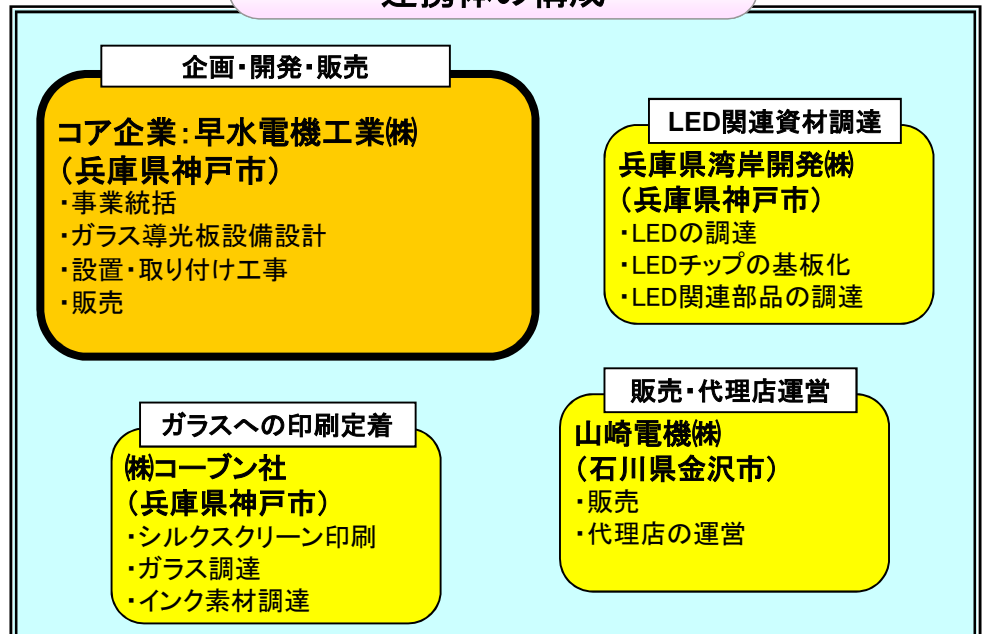 連携体の構成
企画・開発・販売
コア企業：早水電機工業㈱
（兵庫県神戸市）
・事業統括
・ガラス導光板設備設計
・設置・取り付け工事
・販売
LED関連資材調達
兵庫県湾岸開発㈱
（兵庫県神戸市）
・LEDの調達
・LEDチップの基板化
・LED関連部品の調達
ガラスへの印刷定着
㈱コーブン社
（兵庫県神戸市）
・シルクスクリーン印刷
・ガラス調達
・インク素材調達
販売・代理店運営
山崎電機㈱
（石川県金沢市）
・販売
・代理店の運営